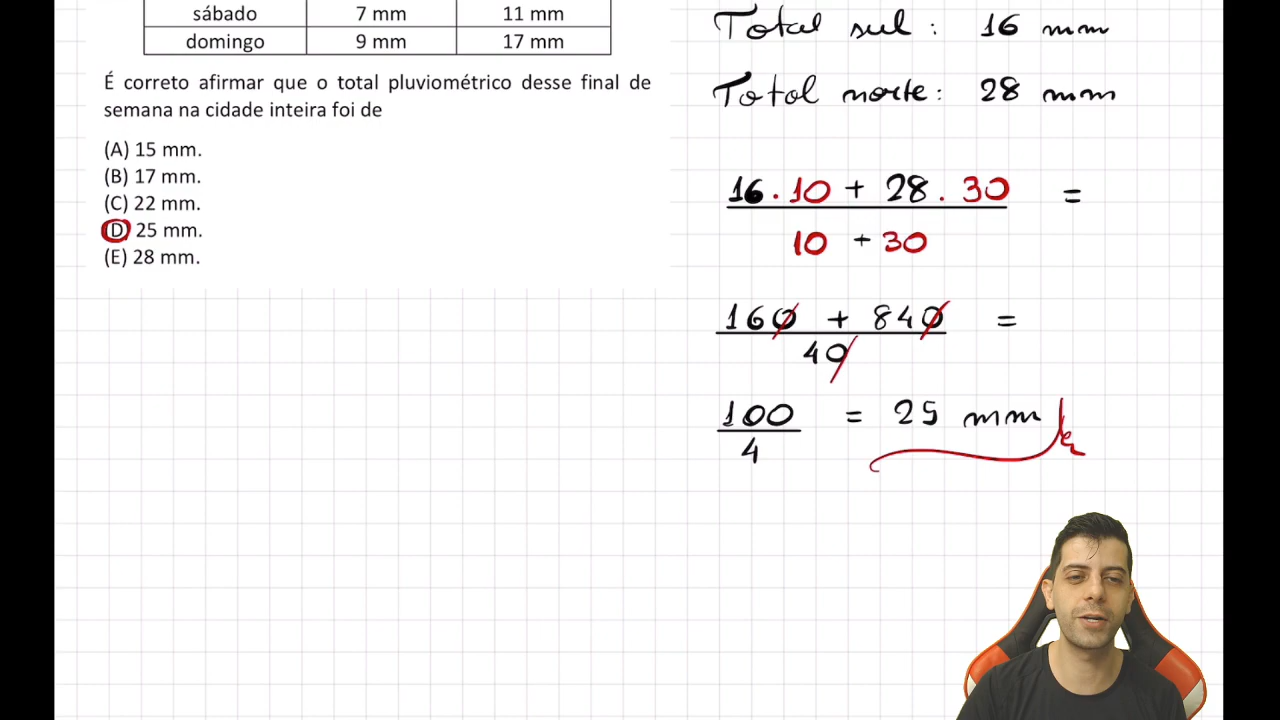 sábado 7 mm 11 mm
domingo 9 mm 17 mm
É correto afirmar que o total pluviométrico desse final de
semana na cidade inteira foi de
(A) 15 mm.
(B) 17 mm.
(C) 22 mm.
(D) 25 mm.
(E) 28 mm.
Total sul : 16 mm
Total norte : 28 mm
16 . 10 + 28 . 30 =
10 + 30
160 + 840 =
40
100 = 25 mm
4